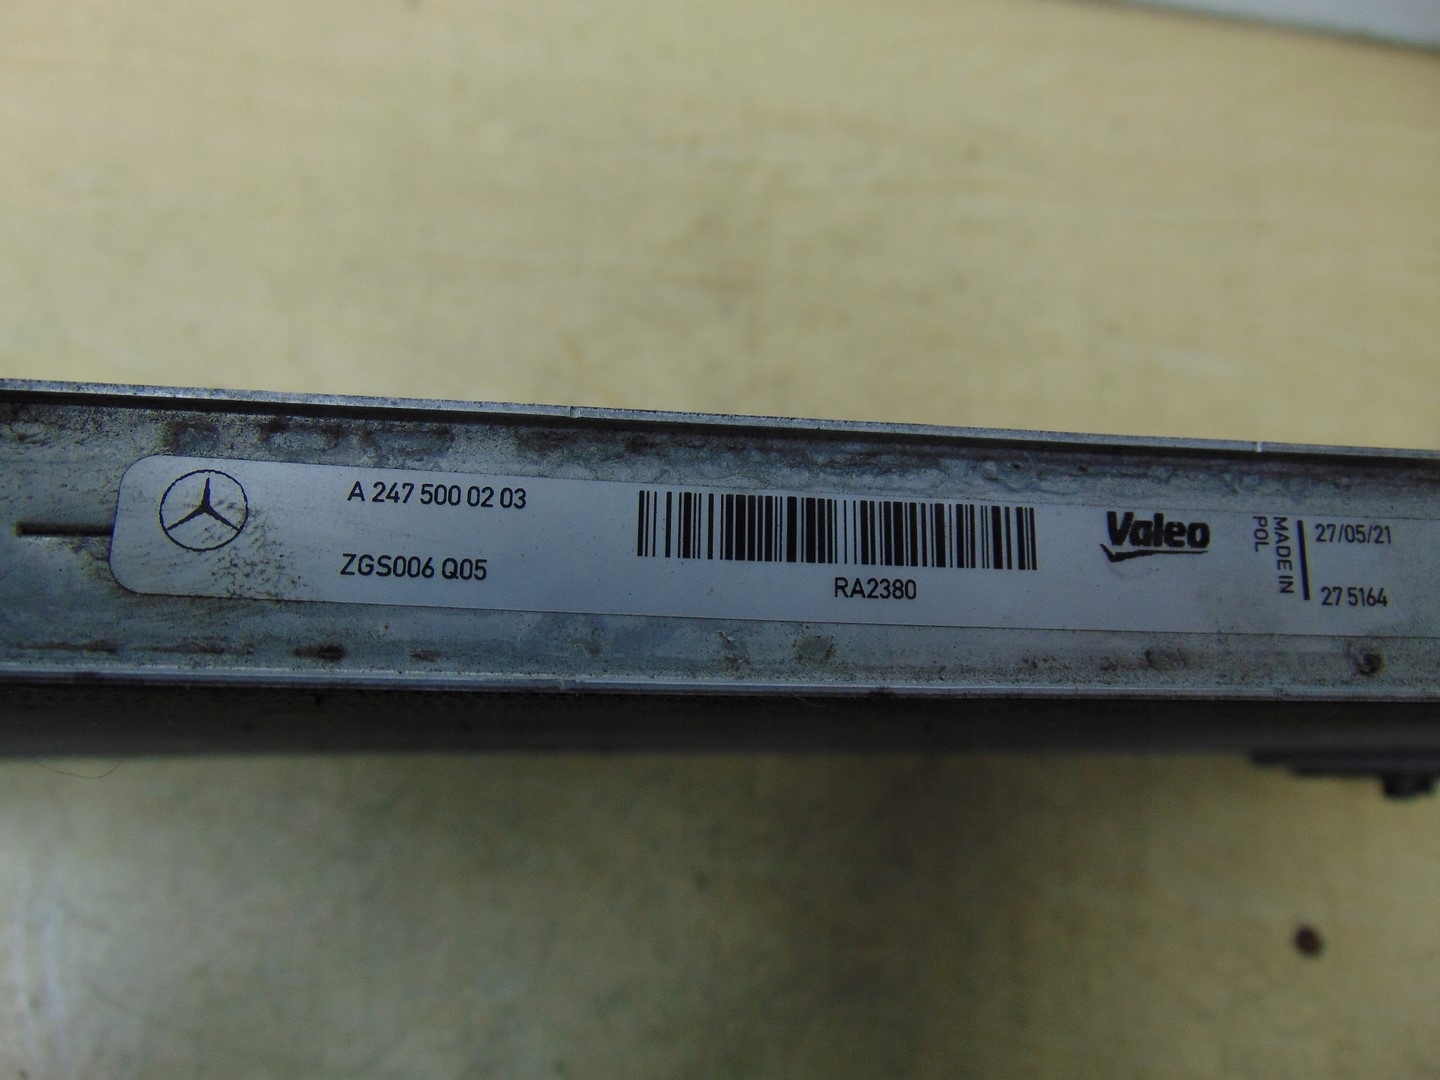 A 247 500 02 03
ZGS006 Q05
RA2380
Valeo
MADE IN
POL
27/05/21
27 5164